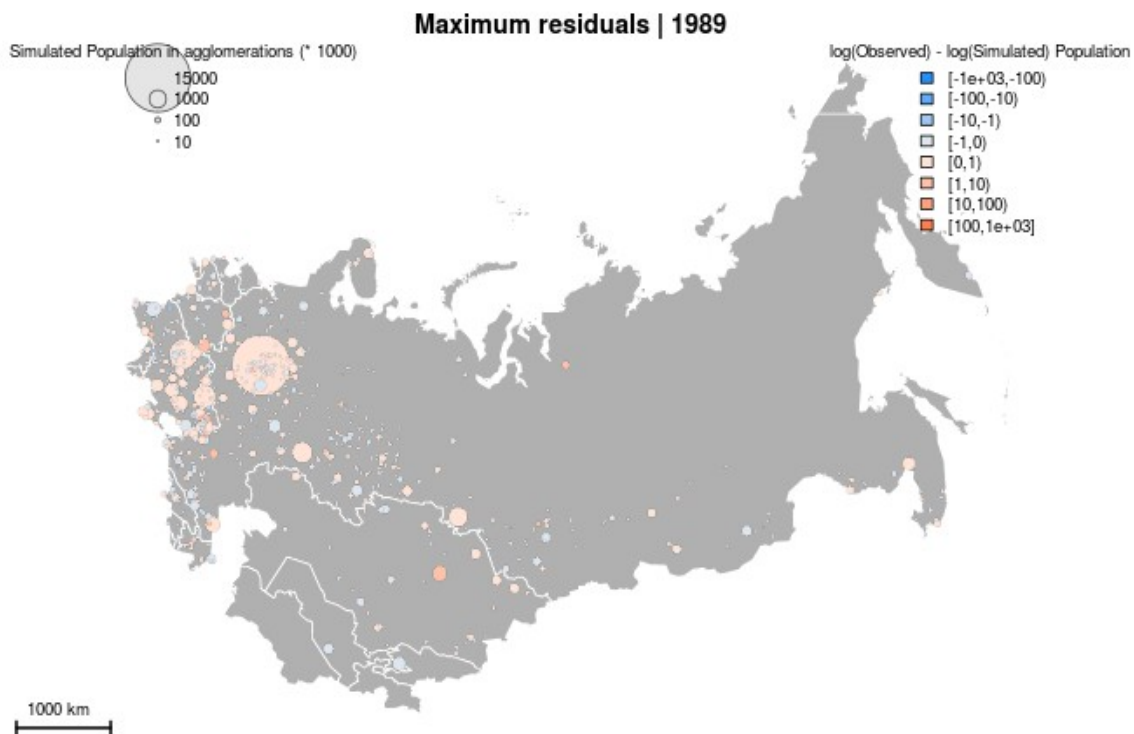 Maximum residuals | 1989
Simulated Population in agglomerations (* 1000)
15000
1000
100
10
log(Observed) - log(Simulated) Population
[-1e+03,-100)
[-100,-10)
[-10,-1)
[-1,0)
[0,1)
[1,10)
[10,100)
[100,1e+03]
1000 km